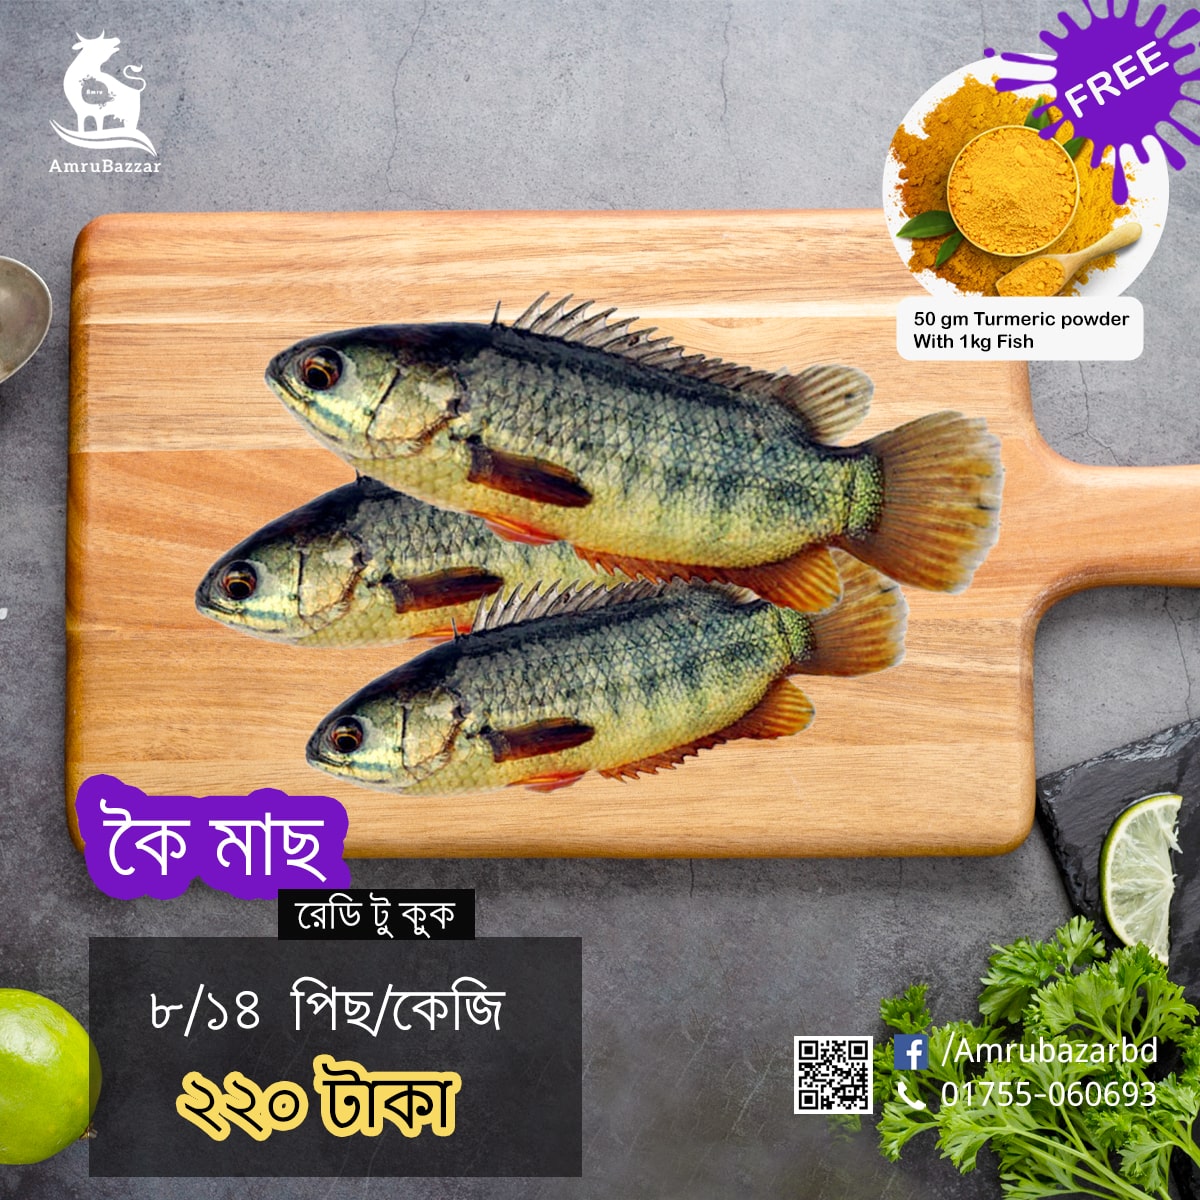 AmruBazzar
FREE
50 gm Turmeric powder
With 1kg Fish
কৈ মাছ
রেডি টু কুক
৮/১৪ পিছ/কেজি
২২০ টাকা
/Amrubazarbd
01755-060693